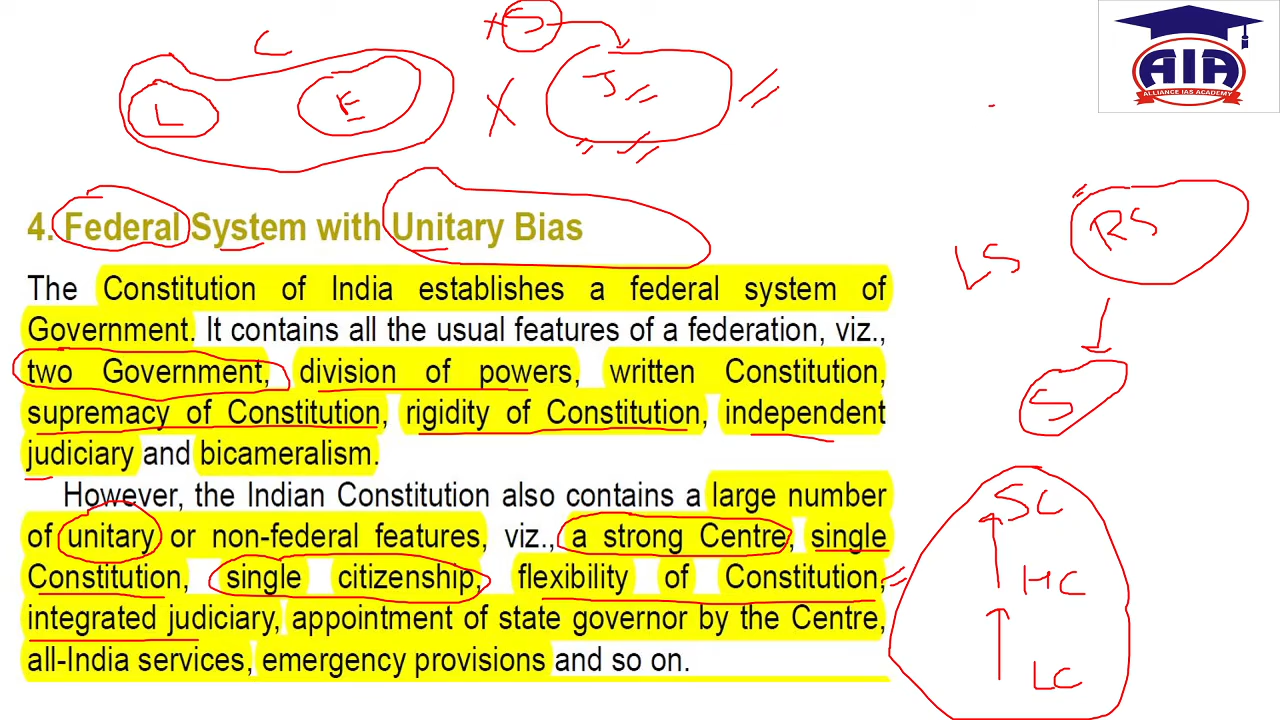 C
L
E
J
AIA
ALLIANCE IAS ACADEMY
4. Federal System with Unitary Bias
LS
RS
The Constitution of India establishes a federal system of
Government. It contains all the usual features of a federation, viz.,
two Government, division of powers, written Constitution,
supremacy of Constitution, rigidity of Constitution, independent
judiciary and bicameralism.
S
However, the Indian Constitution also contains a large number
of unitary or non-federal features, viz., a strong Centre, single
Constitution, single citizenship, flexibility of Constitution,
integrated judiciary, appointment of state governor by the Centre,
all-India services, emergency provisions and so on.
SC
HC
LC